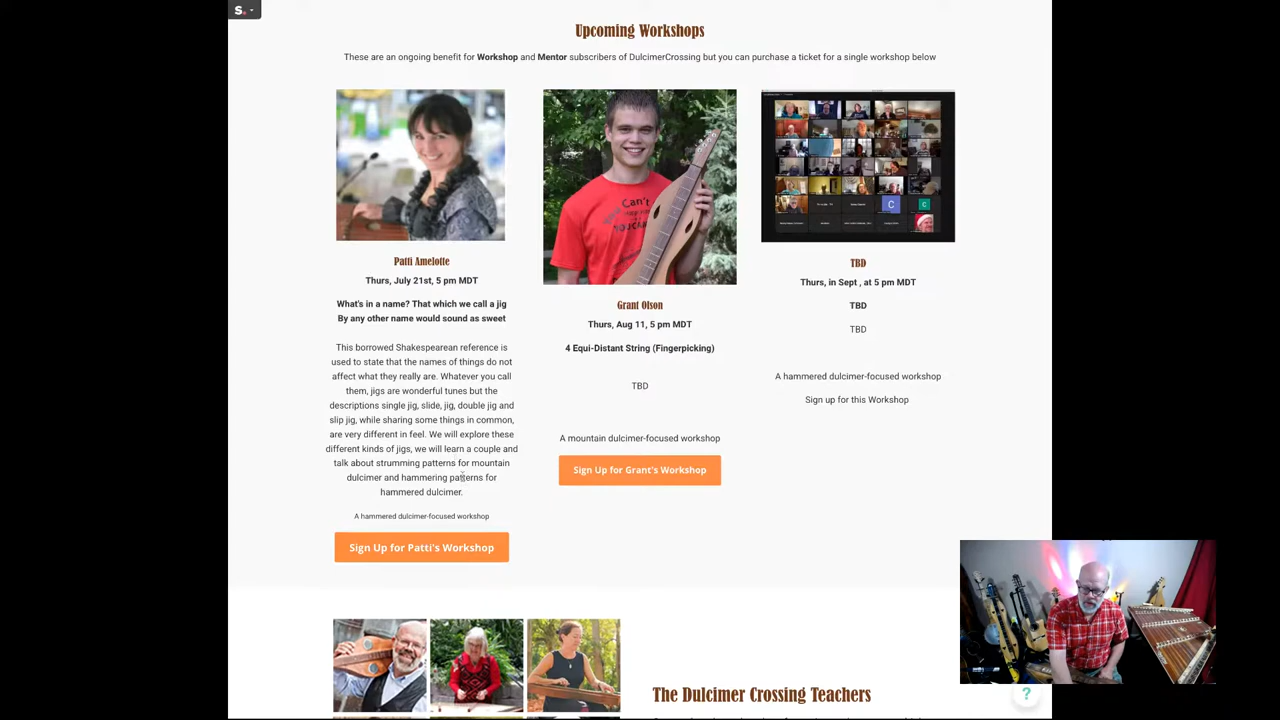 s.
Upcoming Workshops
These are an ongoing benefit for Workshop and Mentor subscribers of DulcimerCrossing but you can purchase a ticket for a single workshop below
Patti Amelotte
Thurs, July 21st, 5 pm MDT
What's in a name? That which we call a jig
By any other name would sound as sweet
This borrowed Shakespearean reference is
used to state that the names of things do not
affect what they really are. Whatever you call
them, jigs are wonderful tunes but the
descriptions single jig, slide, jig, double jig and
slip jig, while sharing some things in common,
are very different in feel. We will explore these
different kinds of jigs, we will learn a couple and
talk about strumming patterns for mountain
dulcimer and hammering patterns for
hammered dulcimer.
A hammered dulcimer-focused workshop
Sign Up for Patti's Workshop
Can't
YOU CAN
Grant Olson
Thurs, Aug 11, 5 pm MDT
4 Equi-Distant String (Fingerpicking)
TBD
A mountain dulcimer-focused workshop
Sign Up for Grant's Workshop
C
C
TBD
Thurs, in Sept , at 5 pm MDT
TBD
TBD
A hammered dulcimer-focused workshop
Sign up for this Workshop
The Dulcimer Crossing Teachers
?